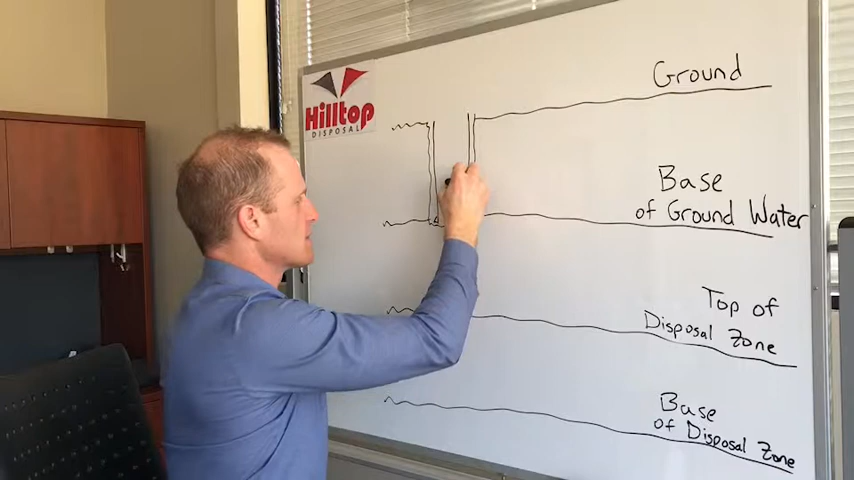 Hilltop
DISPOSAL
Ground
Base
of Ground Water
Top of
Disposal Zone
Base
of Disposal Zone